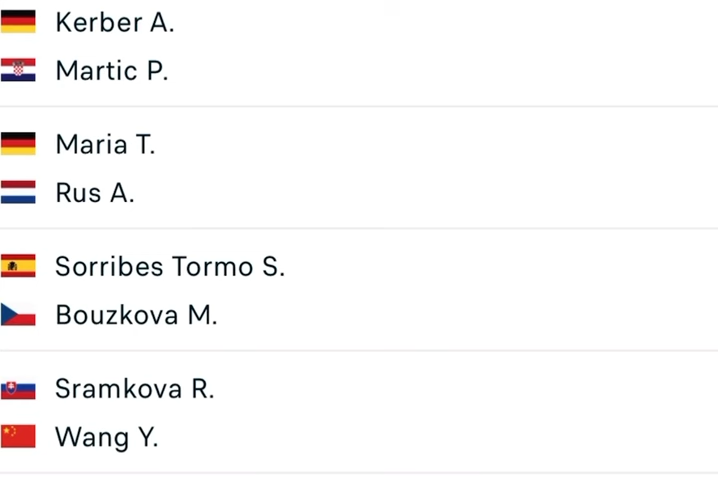 Kerber A.
Martic P.
Maria T.
Rus A.
Sorribes Tormo S.
Bouzkova M.
Sramkova R.
Wang Y.